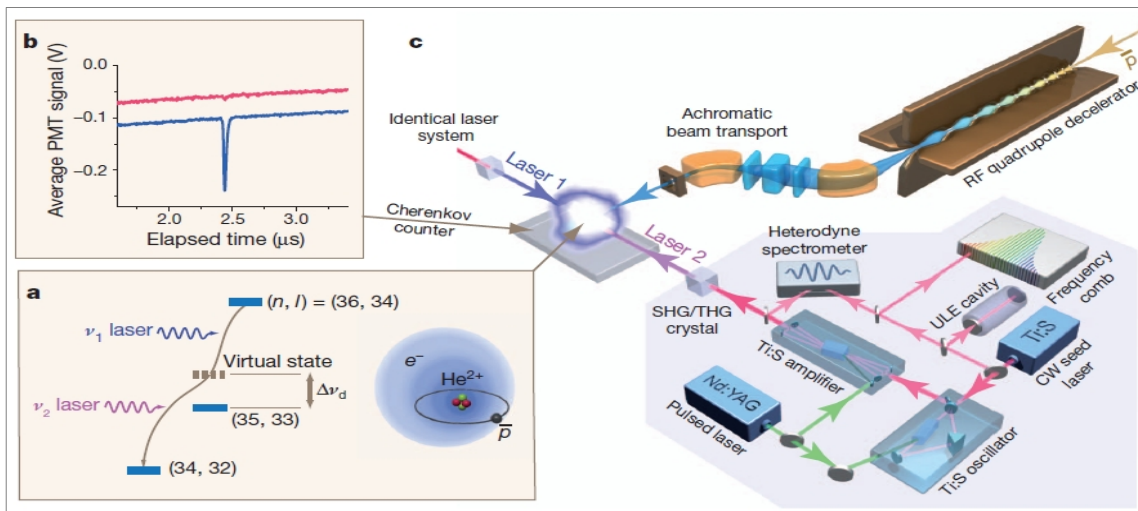 b
Average PMT signal (V)
0.0
−0.1
−0.2
2.0
2.5
3.0
Elapsed time (μs)
a
(n, l) = (36, 34)
ν1 laser
Virtual state
Δνd
ν2 laser
(35, 33)
(34, 32)
e−
He2+
p̅
c
Identical laser
system
Laser 1
Achromatic
beam transport
p̅
RF quadrupole decelerator
Cherenkov
counter
Laser 2
Heterodyne
spectrometer
Frequency
comb
SHG/THG
crystal
ULE cavity
Ti:S
CW seed
laser
Ti:S amplifier
Nd:YAG
Pulsed laser
Ti:S oscillator